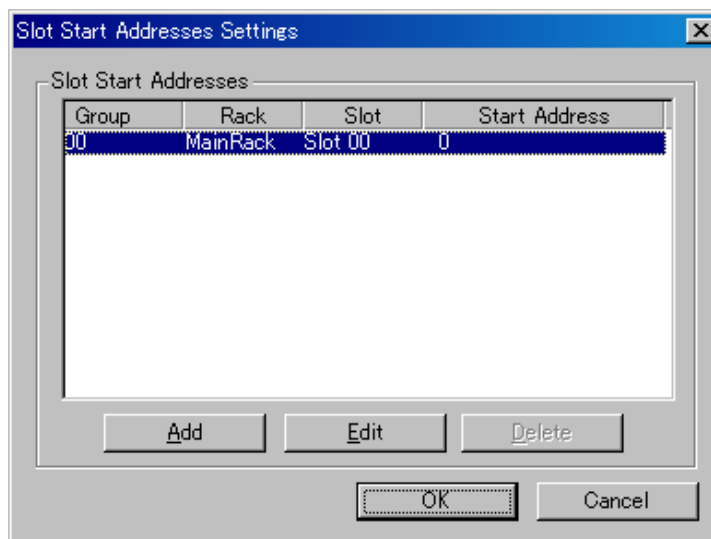 Slot Start Addresses Settings
Slot Start Addresses
Group Rack Slot Start Address
00 MainRack Slot 00 0
Add Edit Delete
OK Cancel